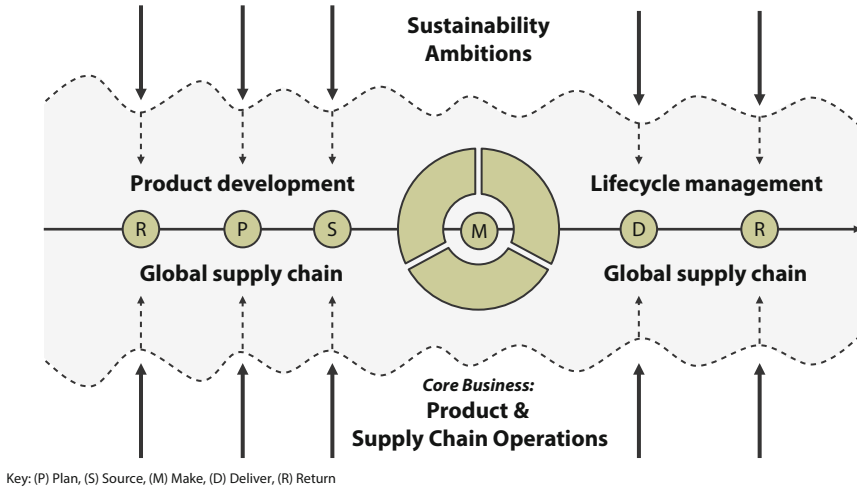 Sustainability
Ambitions
Product development
Lifecycle management
R
P
S
M
D
R
Global supply chain
Global supply chain
Core Business:
Product &
Supply Chain Operations
Key: (P) Plan, (S) Source, (M) Make, (D) Deliver, (R) Return